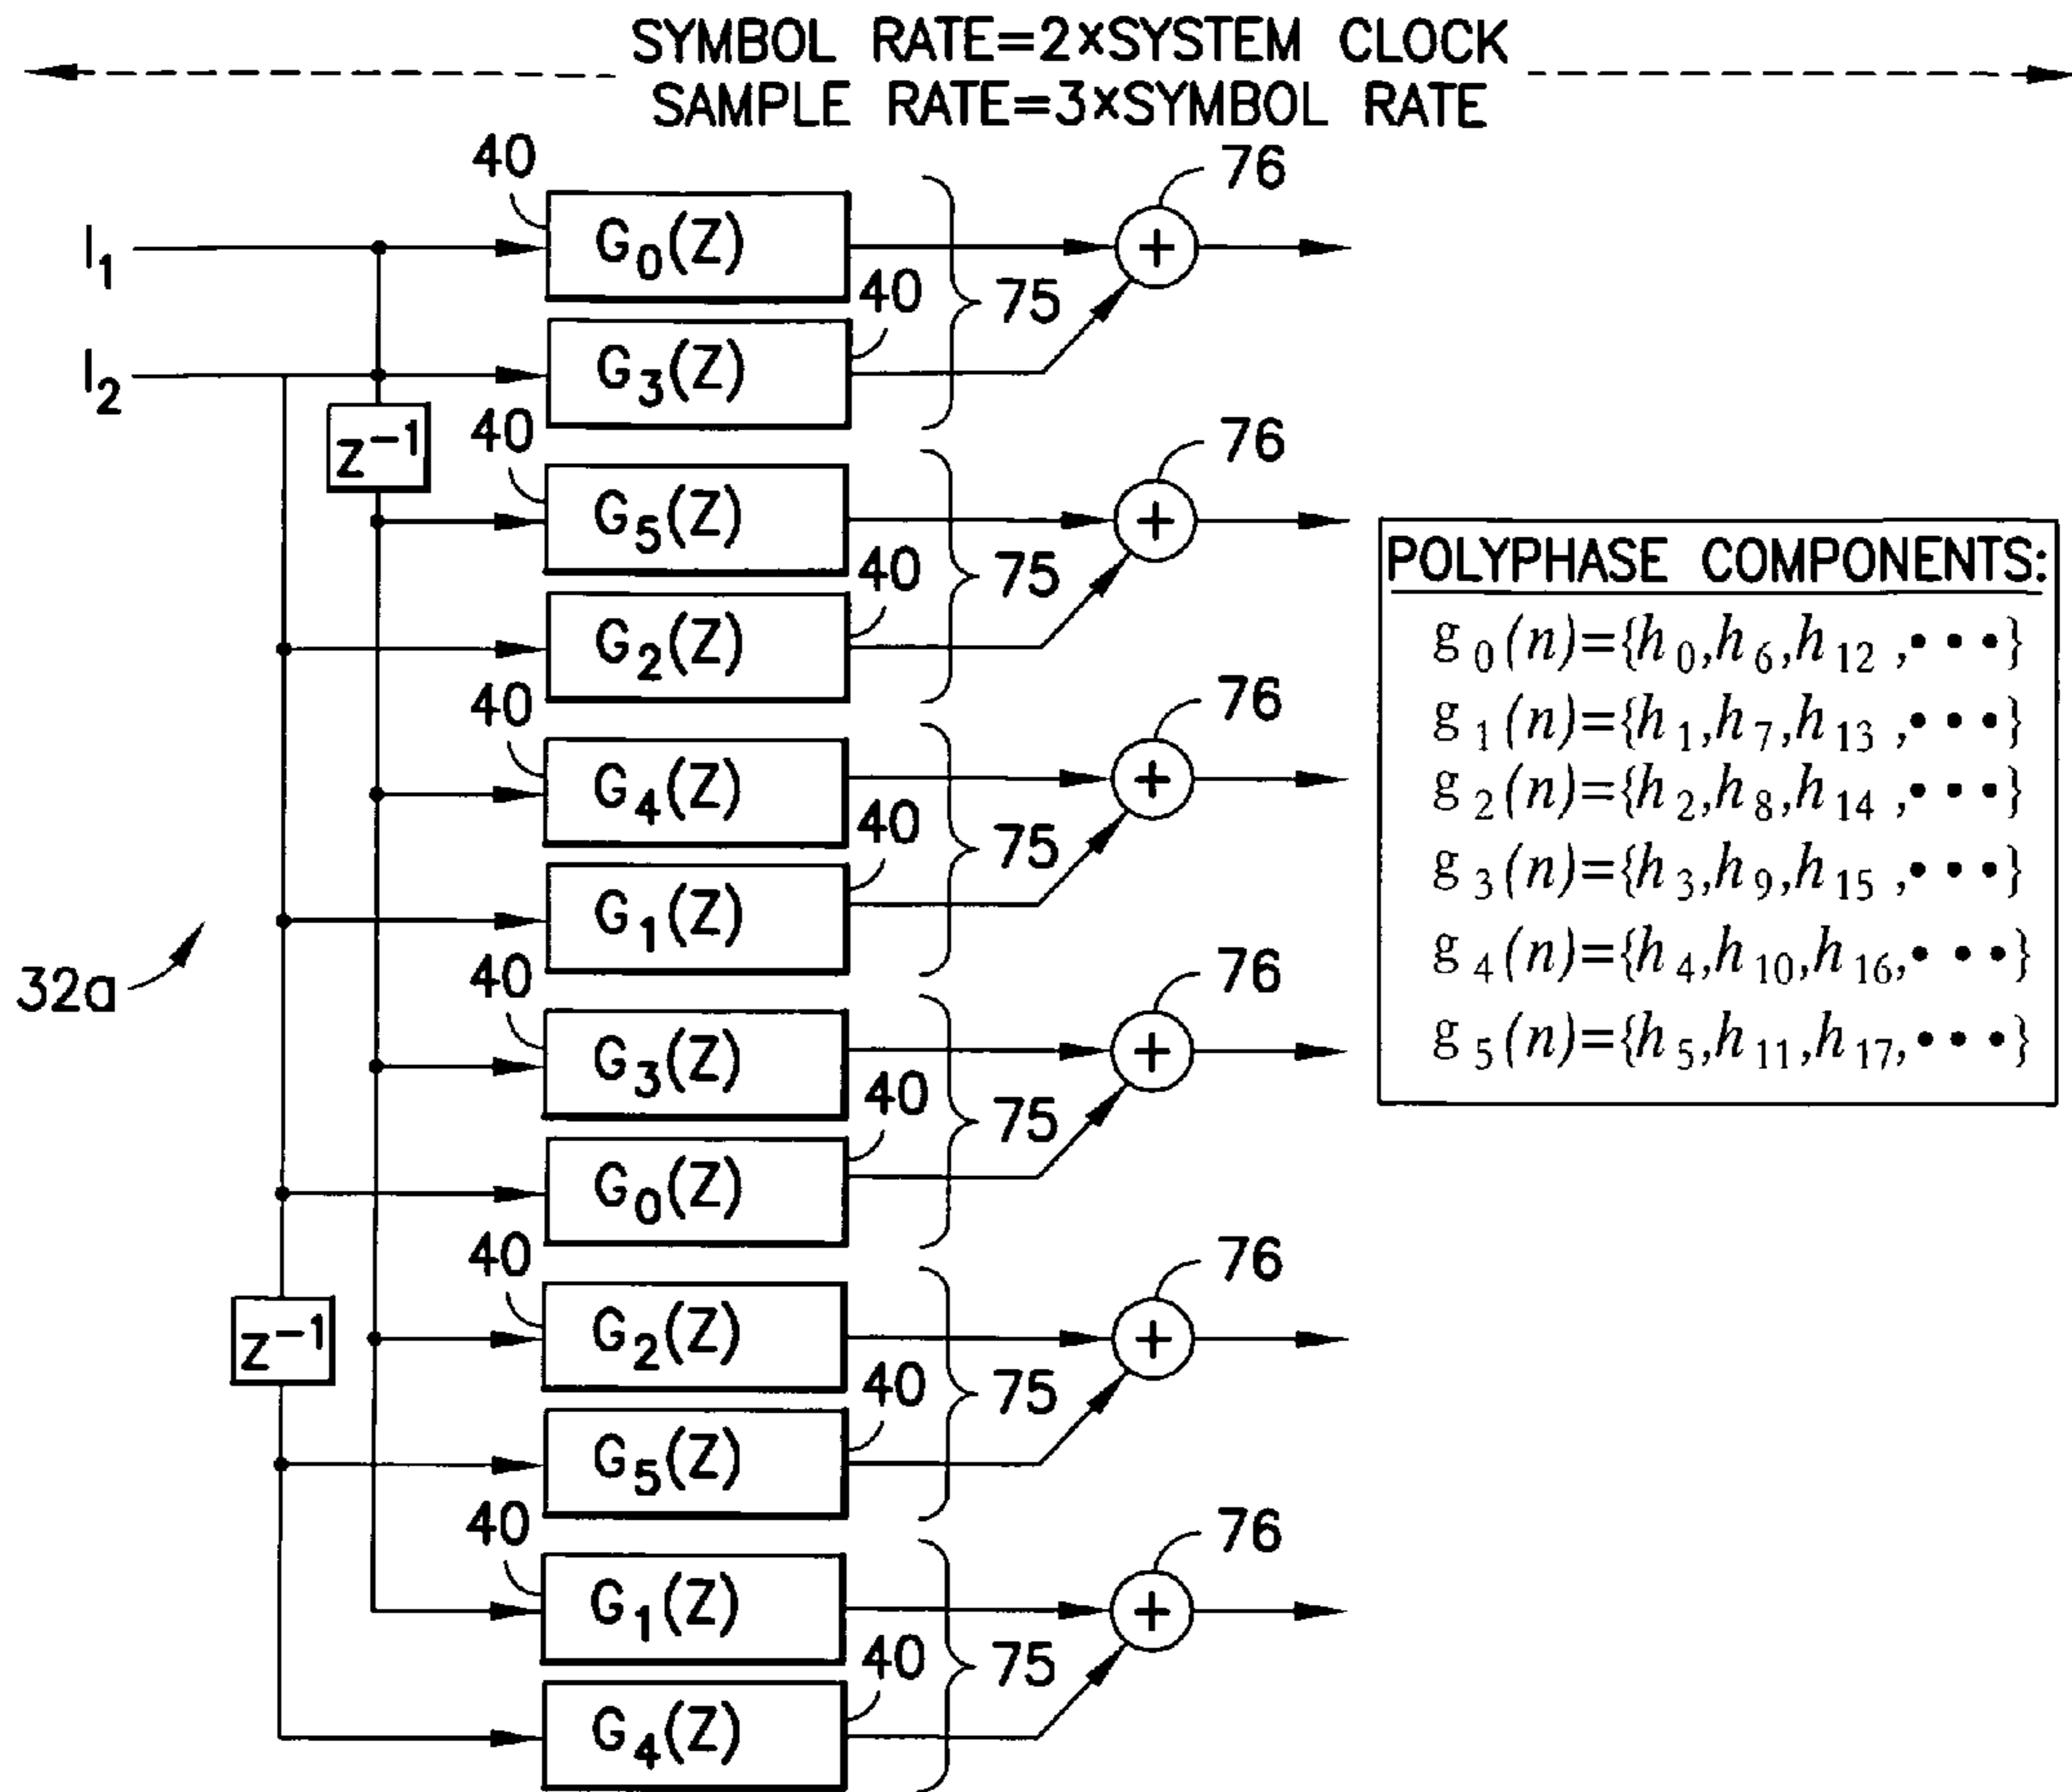 SYMBOL RATE=2×SYSTEM CLOCK
SAMPLE RATE=3×SYMBOL RATE
40
76
I1
G0(Z)
40
75
I2
G3(Z)
z−1
40
76
G5(Z)
40
75
G2(Z)
40
76
G4(Z)
40
75
G1(Z)
32a
40
76
G3(Z)
40
75
G0(Z)
40
76
z−1
G2(Z)
40
75
G5(Z)
40
76
G1(Z)
40
75
G4(Z)
POLYPHASE COMPONENTS:
g0(n)={h0,h6,h12,•••}
g1(n)={h1,h7,h13,•••}
g2(n)={h2,h8,h14,•••}
g3(n)={h3,h9,h15,•••}
g4(n)={h4,h10,h16,•••}
g5(n)={h5,h11,h17,•••}